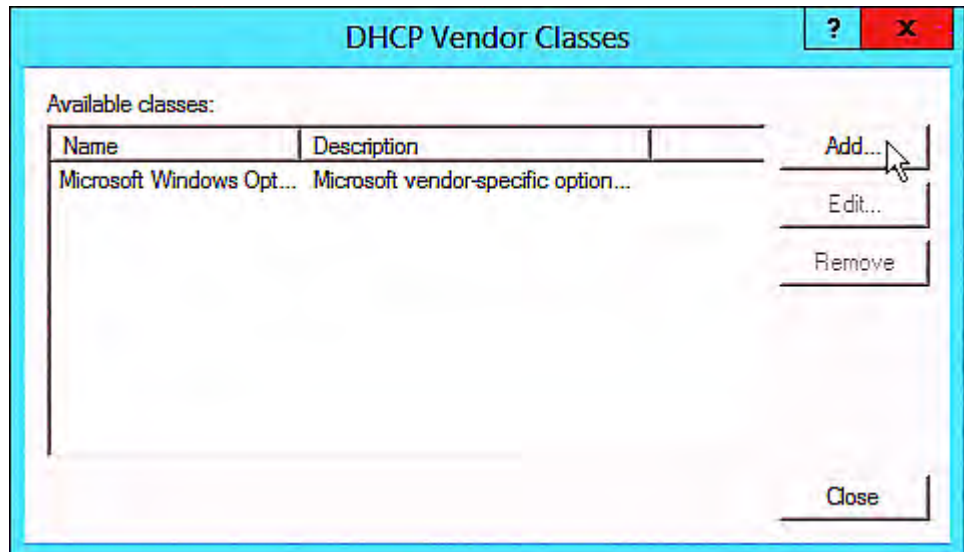 DHCP Vendor Classes
? x
Available classes:
Name Description
Add...
Microsoft Windows Opt... Microsoft vendor-specific option...
Edit...
Remove
Close